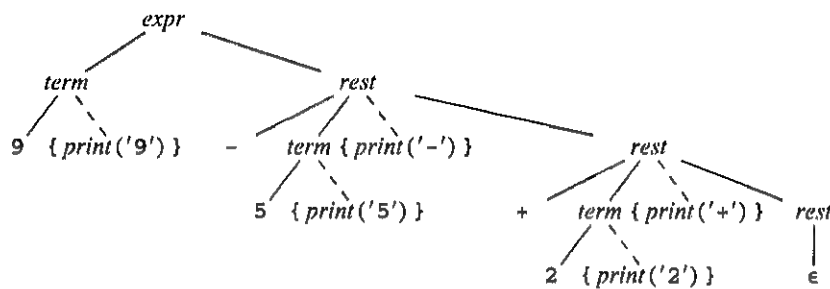 expr
term rest
9 { print('9') } - term { print('-') } rest
5 { print('5') } + term { print('+') } rest
2 { print('2') } ϵ